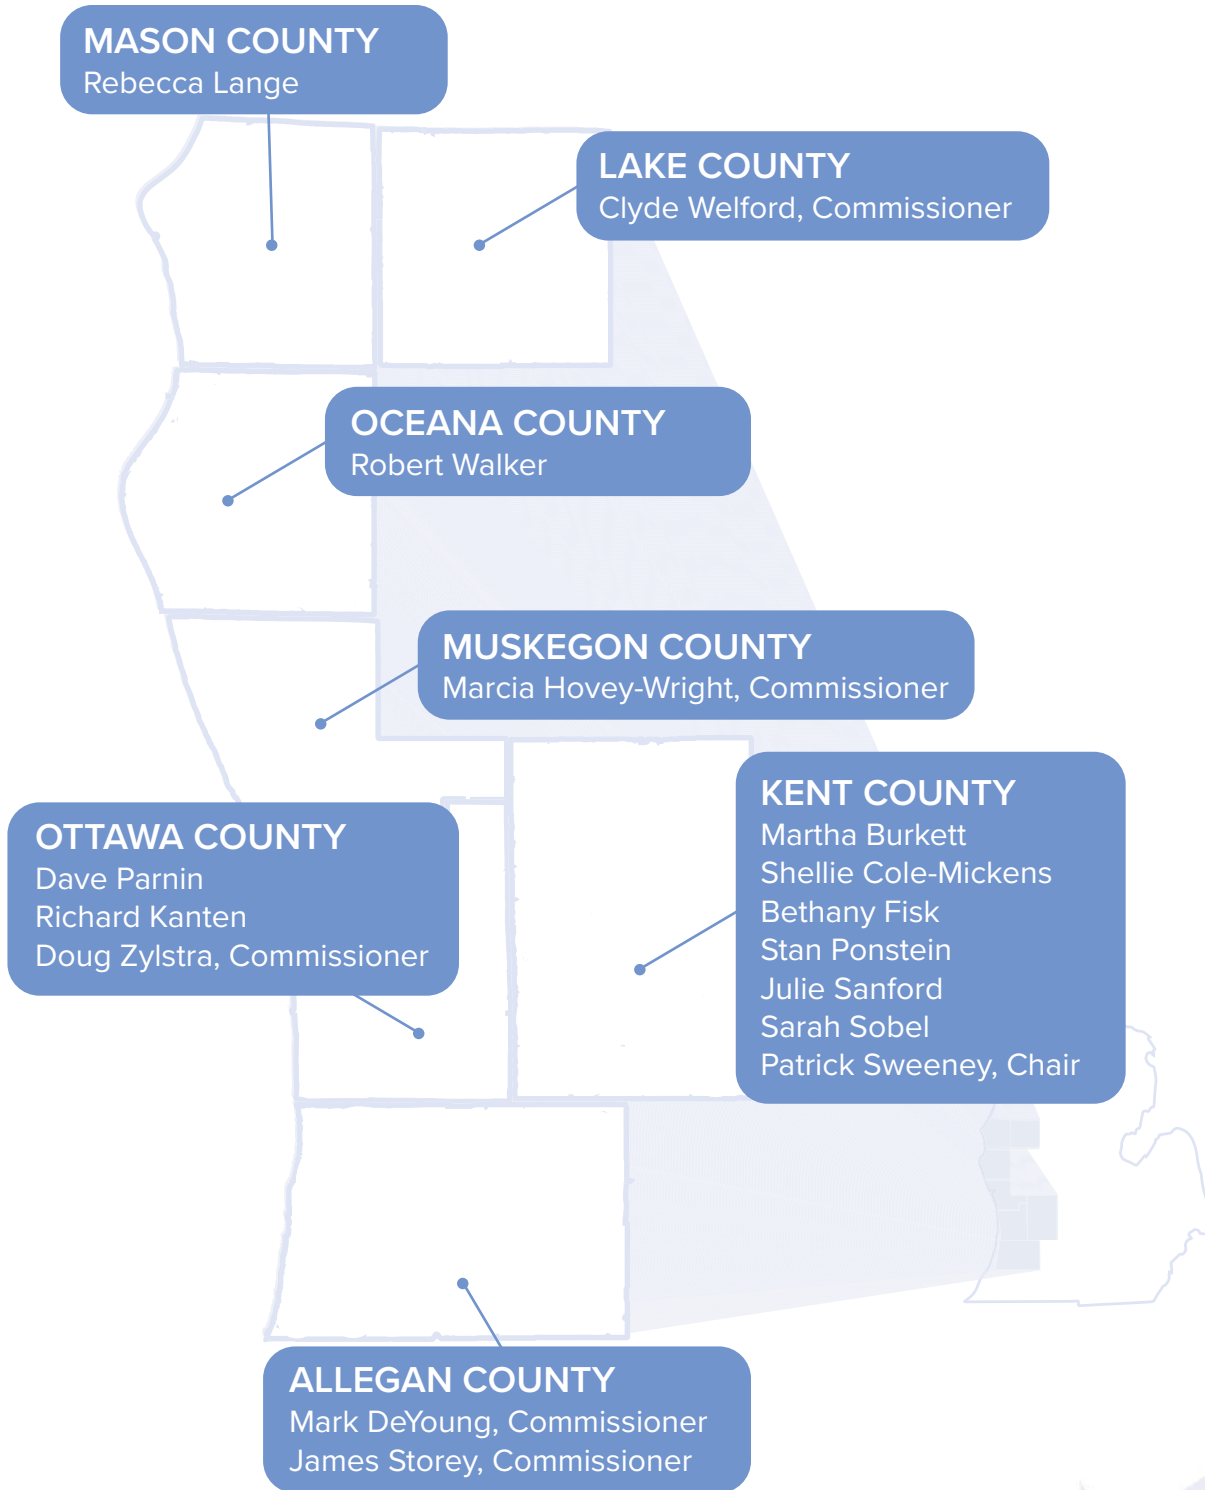 MASON COUNTY
Rebecca Lange
LAKE COUNTY
Clyde Welford, Commissioner
OCEANA COUNTY
Robert Walker
MUSKEGON COUNTY
Marcia Hovey-Wright, Commissioner
KENT COUNTY
Martha Burkett
Shellie Cole-Mickens
Bethany Fisk
Stan Ponstein
Julie Sanford
Sarah Sobel
Patrick Sweeney, Chair
OTTAWA COUNTY
Dave Parnin
Richard Kanten
Doug Zylstra, Commissioner
ALLEGAN COUNTY
Mark DeYoung, Commissioner
James Storey, Commissioner